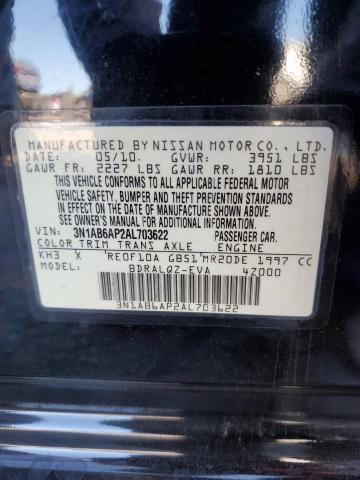 MANUFACTURED BY NISSAN MOTOR CO., LTD.
DATE: 05/10. GVWR: 3951 LBS
GAWR FR: 2227 LBS GAWR RR: 1810 LBS
THIS VEHICLE CONFORMS TO ALL APPLICABLE FEDERAL MOTOR
VEHICLE SAFETY, BUMPER AND THEFT PREVENTION STANDARDS
IN EFFECT ON THE DATE OF MANUFACTURE SHOWN ABOVE.
SEE OWNER'S MANUAL FOR ADDITIONAL INFORMATION.
VIN: 3N1AB6AP2AL703622 PASSENGER CAR.
COLOR TRIM TRANS AXLE ENGINE
KH3 X RE0F10A GB51 MR20DE 1997 CC
MODEL: BDRALQZ-EVA 4Z000
3N1AB6AP2AL703622